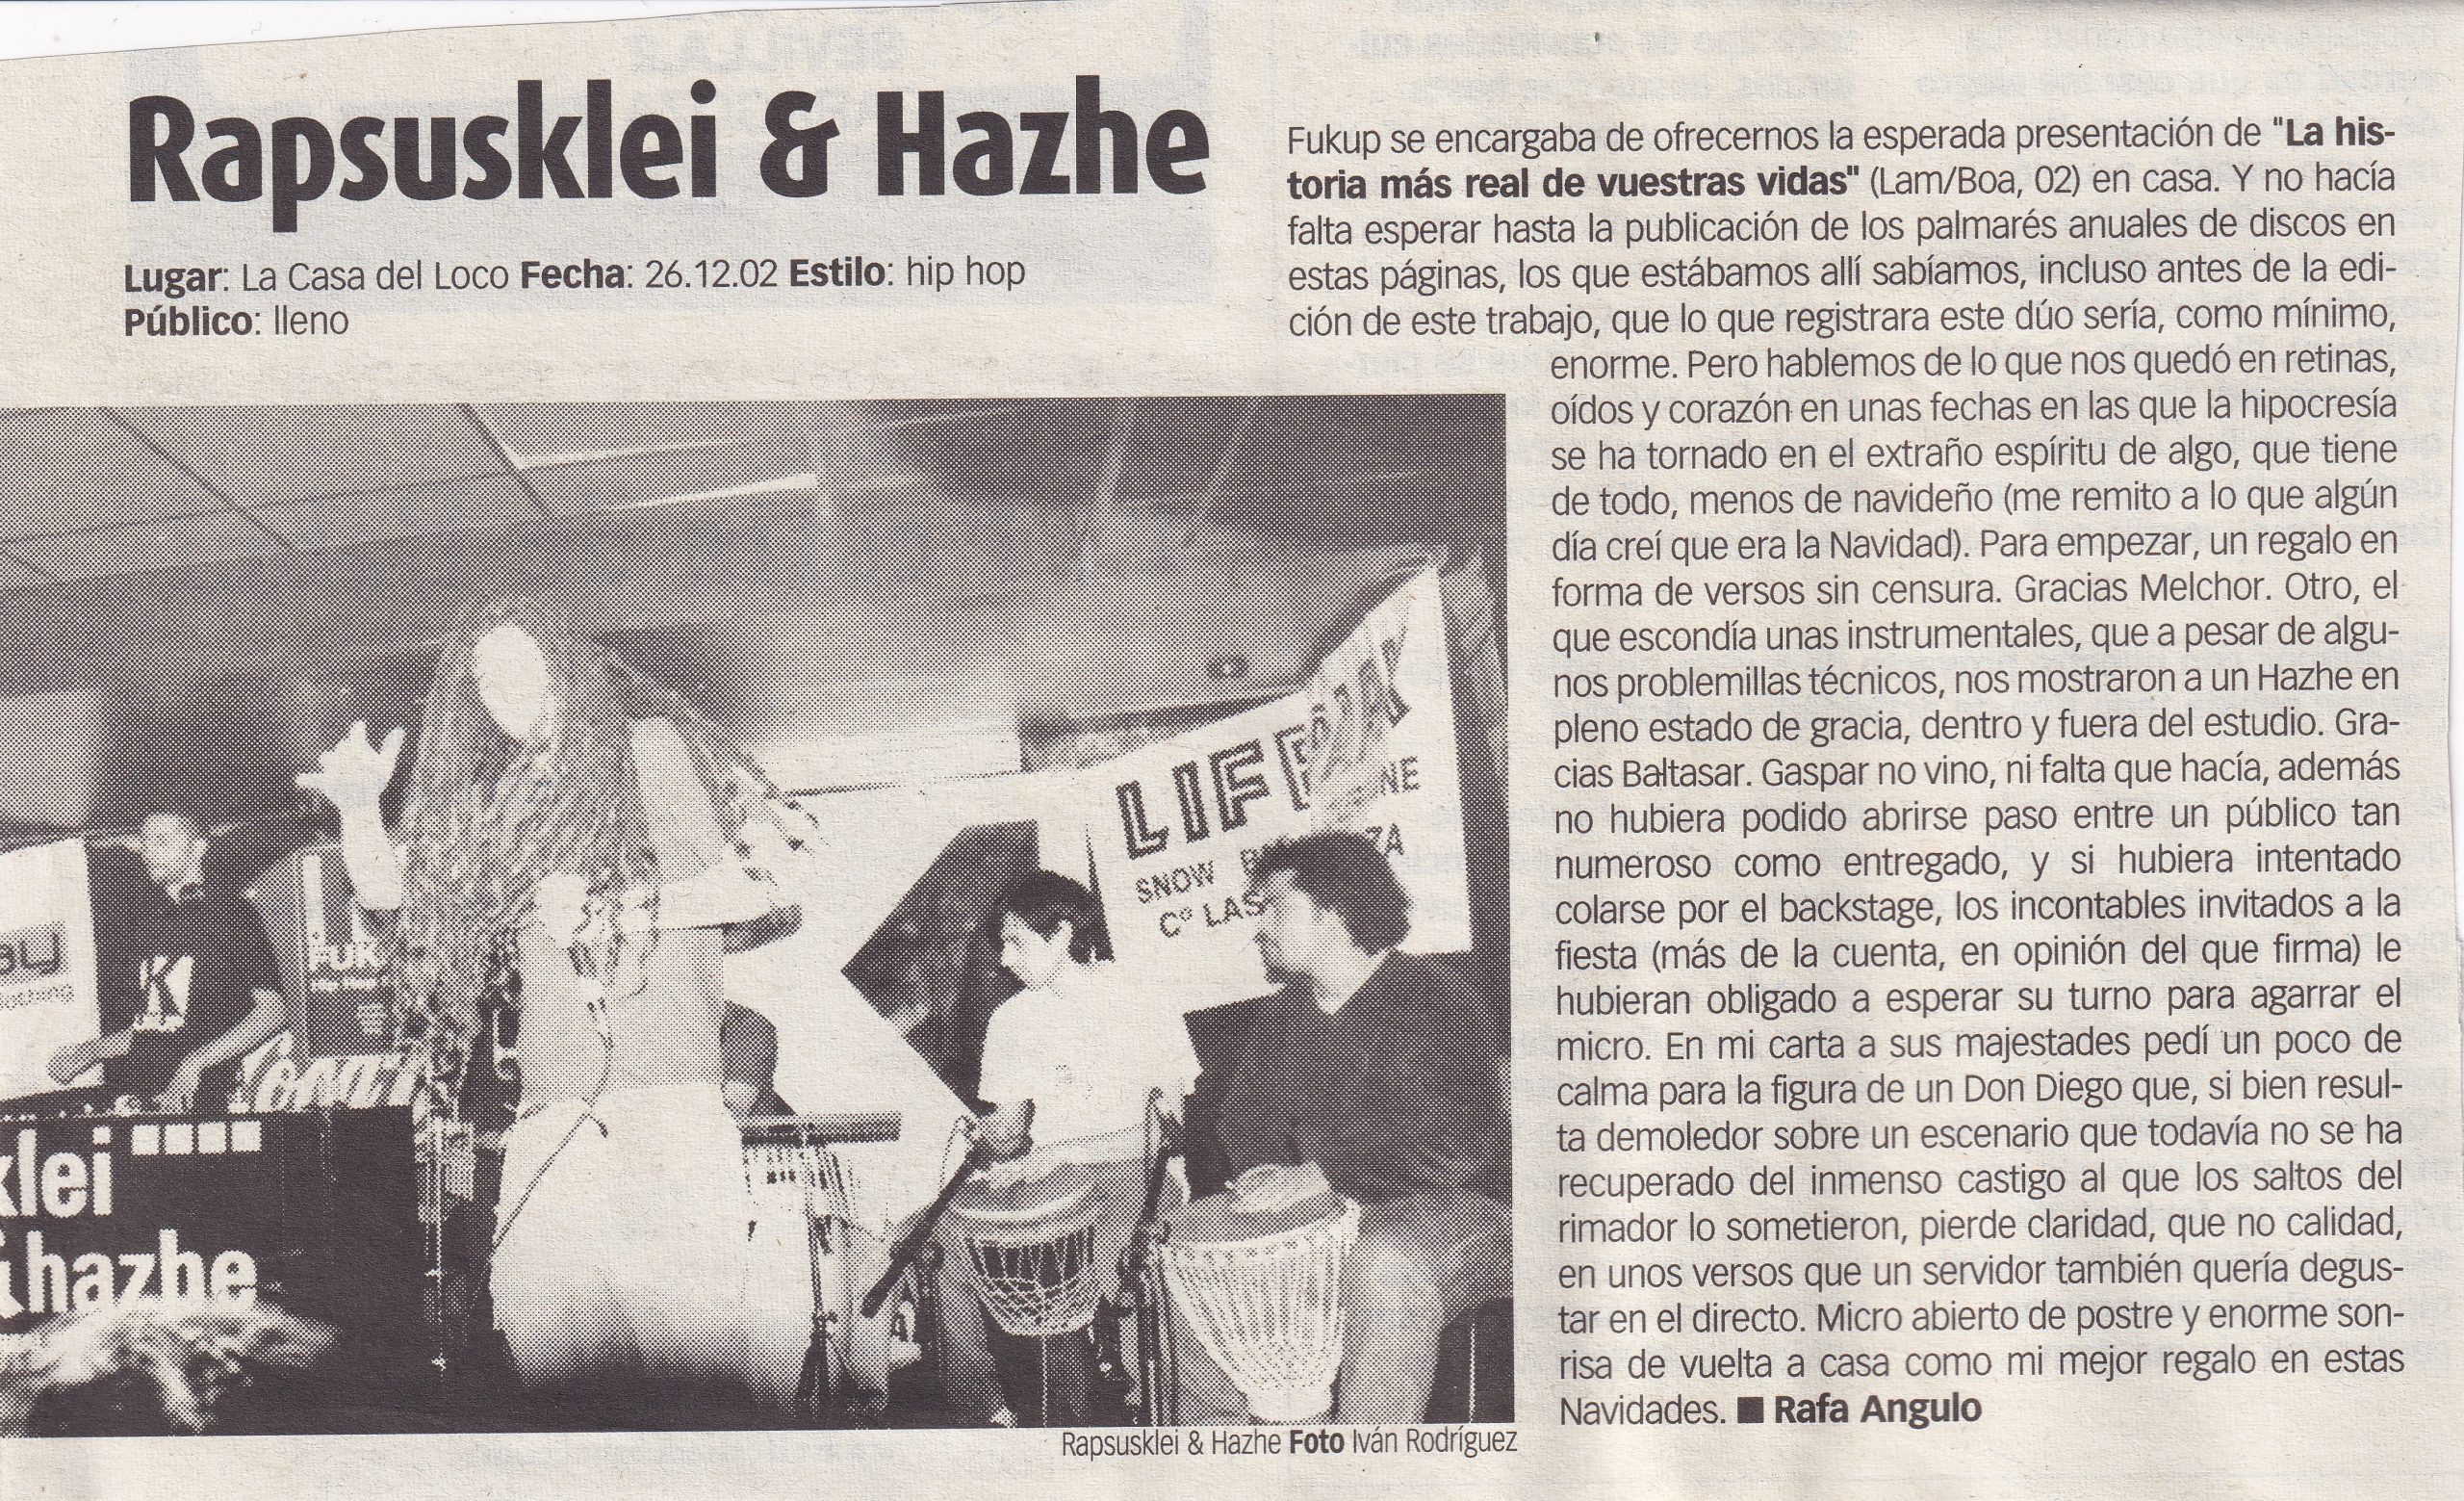 Rapsusklei & Hazhe
Lugar: La Casa del Loco Fecha: 26.12.02 Estilo: hip hop
Público: lleno
Fukup se encargaba de ofrecernos la esperada presentación de "La his-
toria más real de vuestras vidas" (Lam/Boa, 02) en casa. Y no hacía
falta esperar hasta la publicación de los palmarés anuales de discos en
estas páginas, los que estábamos allí sabíamos, incluso antes de la edi-
ción de este trabajo, que lo que registrara este dúo sería, como mínimo,
enorme. Pero hablemos de lo que nos quedó en retinas,
oídos y corazón en unas fechas en las que la hipocresía
se ha tornado en el extraño espíritu de algo, que tiene
de todo, menos de navideño (me remito a lo que algún
día creí que era la Navidad). Para empezar, un regalo en
forma de versos sin censura. Gracias Melchor. Otro, el
que escondía unas instrumentales, que a pesar de algu-
nos problemillas técnicos, nos mostraron a un Hazhe en
pleno estado de gracia, dentro y fuera del estudio. Gra-
cias Baltasar. Gaspar no vino, ni falta que hacía, además
no hubiera podido abrirse paso entre un público tan
numeroso como entregado, y si hubiera intentado
colarse por el backstage, los incontables invitados a la
fiesta (más de la cuenta, en opinión del que firma) le
hubieran obligado a esperar su turno para agarrar el
micro. En mi carta a sus majestades pedí un poco de
calma para la figura de un Don Diego que, si bien resul-
ta demoledor sobre un escenario que todavía no se ha
recuperado del inmenso castigo al que los saltos del
rimador lo sometieron, pierde claridad, que no calidad,
en unos versos que un servidor también quería degus-
tar en el directo. Micro abierto de postre y enorme son-
risa de vuelta a casa como mi mejor regalo en estas
Navidades. ■ Rafa Angulo
LIF
SNOW
Cº LAS
klei
hazhe
Rapsusklei & Hazhe Foto Iván Rodríguez